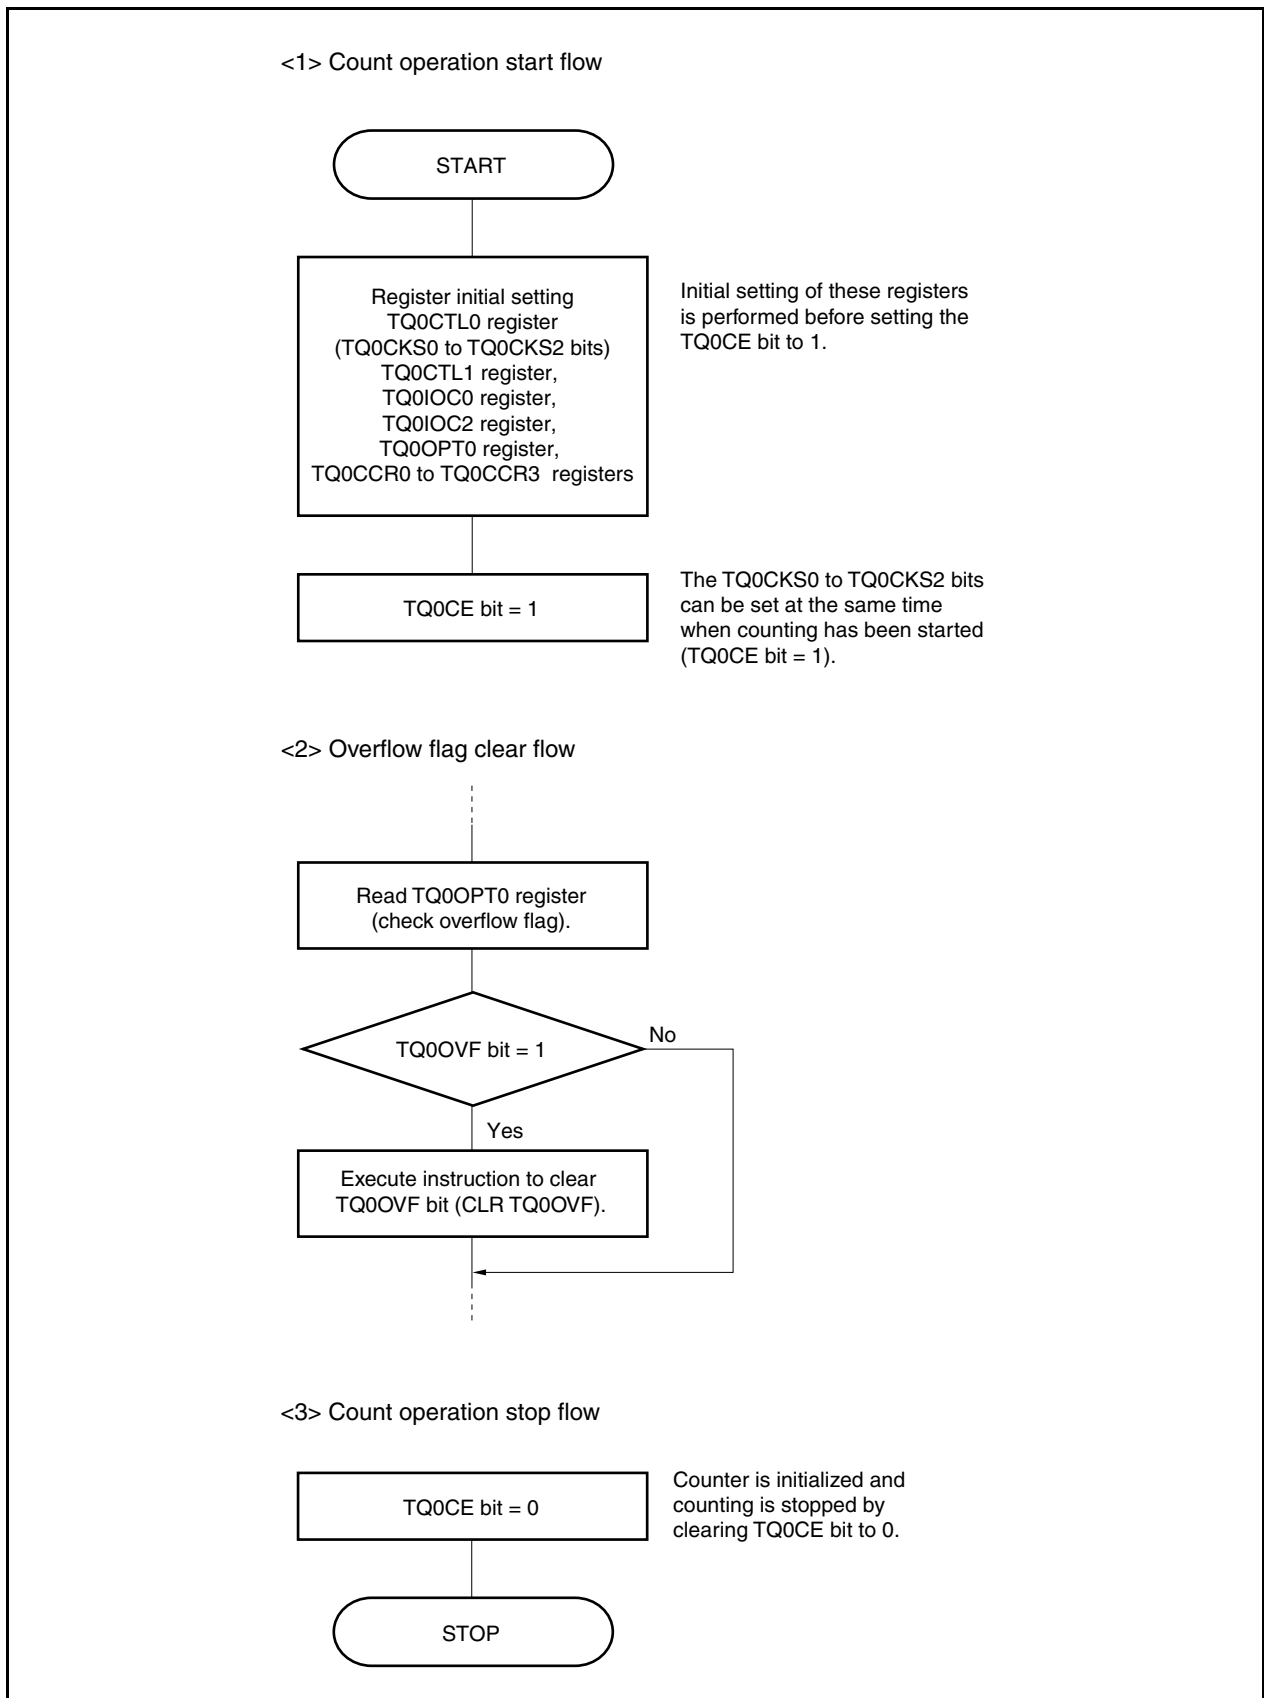 <1> Count operation start flow
START
Register initial setting
TQ0CTL0 register
(TQ0CKS0 to TQ0CKS2 bits)
TQ0CTL1 register,
TQ0IOC0 register,
TQ0IOC2 register,
TQ0OPT0 register,
TQ0CCR0 to TQ0CCR3 registers
Initial setting of these registers
is performed before setting the
TQ0CE bit to 1.
TQ0CE bit = 1
The TQ0CKS0 to TQ0CKS2 bits
can be set at the same time
when counting has been started
(TQ0CE bit = 1).
<2> Overflow flag clear flow
Read TQ0OPT0 register
(check overflow flag).
TQ0OVF bit = 1
No
Yes
Execute instruction to clear
TQ0OVF bit (CLR TQ0OVF).
<3> Count operation stop flow
TQ0CE bit = 0
Counter is initialized and
counting is stopped by
clearing TQ0CE bit to 0.
STOP